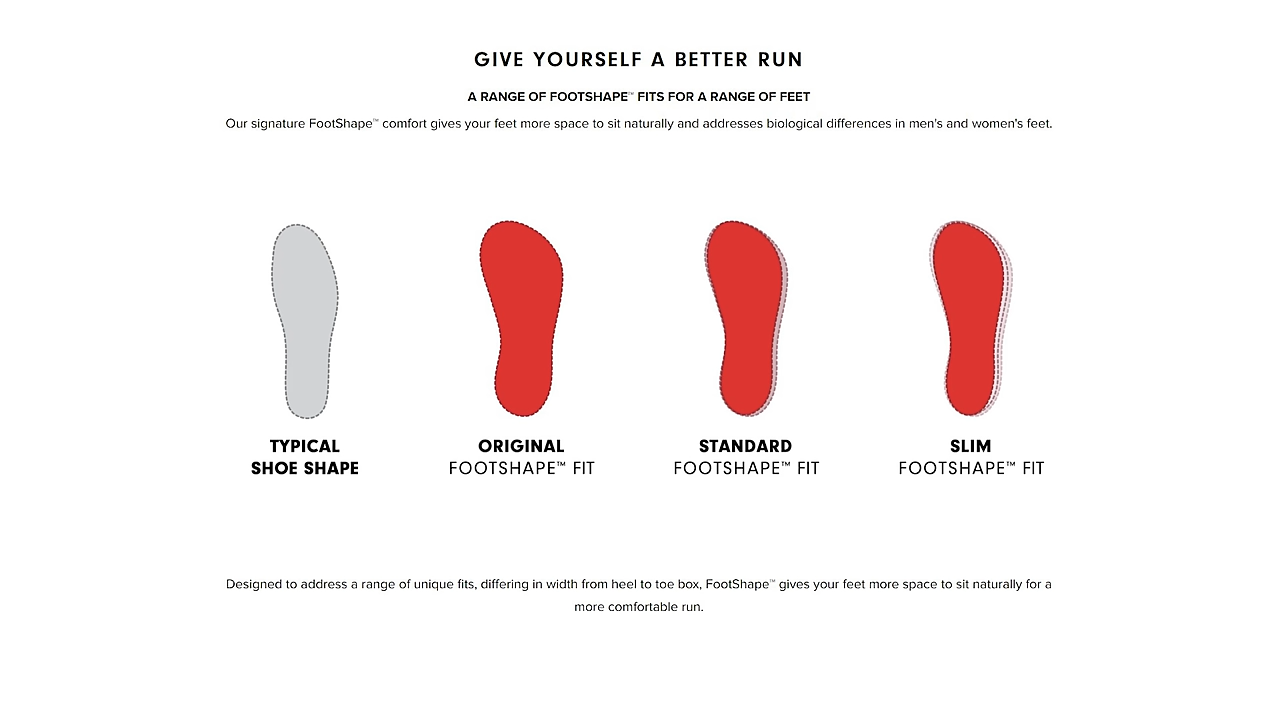 GIVE YOURSELF A BETTER RUN
A RANGE OF FOOTSHAPE™ FITS FOR A RANGE OF FEET
Our signature FootShape™ comfort gives your feet more space to sit naturally and addresses biological differences in men's and women's feet.
TYPICAL
SHOE SHAPE
ORIGINAL
FOOTSHAPE™ FIT
STANDARD
FOOTSHAPE™ FIT
SLIM
FOOTSHAPE™ FIT
Designed to address a range of unique fits, differing in width from heel to toe box, FootShape™ gives your feet more space to sit naturally for a
more comfortable run.